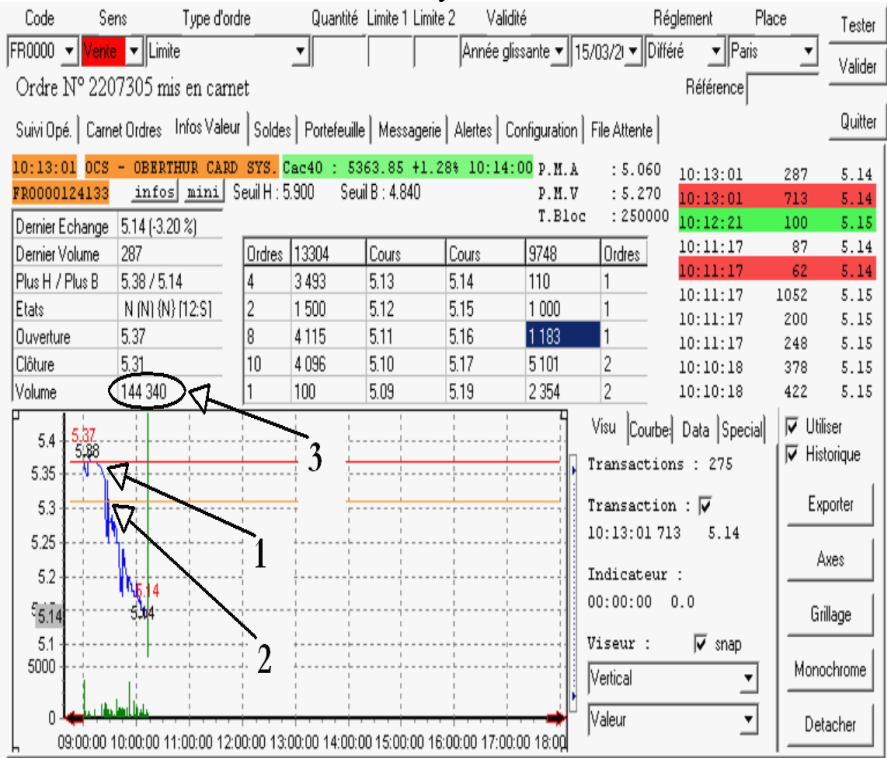 Code Sens Type d'ordre Quantité Limite 1 Limite 2 Validité Réglement Place Tester
FR0000 Vente Limite Année glissante 15/03/2( Différé Paris Valider
Ordre N° 2207305 mis en carnet Référence
Suivi Opé. Carnet Ordres Infos Valeur Soldes Portefeuille Messagerie Alertes Configuration File Attente Quitter
10:13:01 OCS - OBERTHUR CARD SYS. Cac40 : 5363.85 +1.28% 10:14:00 P.M.A : 5.060
FR0000124133 infos mini Seuil H : 5.900 Seuil B : 4.840 P.M.V : 5.270
T.Bloc : 250000
10:13:01 287 5.14
10:13:01 713 5.14
10:12:21 100 5.15
10:11:17 87 5.14
10:11:17 62 5.14
10:11:17 1052 5.15
10:11:17 200 5.15
10:11:17 248 5.15
10:10:18 378 5.15
10:10:18 422 5.15
Dernier Echange 5.14 (-3.20 %)
Dernier Volume 287
Plus H / Plus B 5.38 / 5.14
Etats N (N) {N} [12:S]
Ouverture 5.37
Clôture 5.31
Volume 144 340
Ordres 13304 Cours Cours 9748 Ordres
4 3 493 5.13 5.14 110 1
2 1 500 5.12 5.15 1 000 1
8 4 115 5.11 5.16 1 183 1
10 4 096 5.10 5.17 5 101 2
1 100 5.09 5.19 2 354 2
5.4
5.35
5.3
5.25
5.2
5.14
5.1
5000
0
5.37
5.38
5.14
5.14
3
1
2
09:00:00 10:00:00 11:00:00 12:00:00 13:00:00 14:00:00 15:00:00 16:00:00 17:00:00 18:00
Visu Courbe Data Special
Transactions : 275
Transaction :
10:13:01 713 5.14
Indicateur :
00:00:00 0.0
Viseur : snap
Vertical
Valeur
Utiliser
Historique
Exporter
Axes
Grillage
Monochrome
Detacher